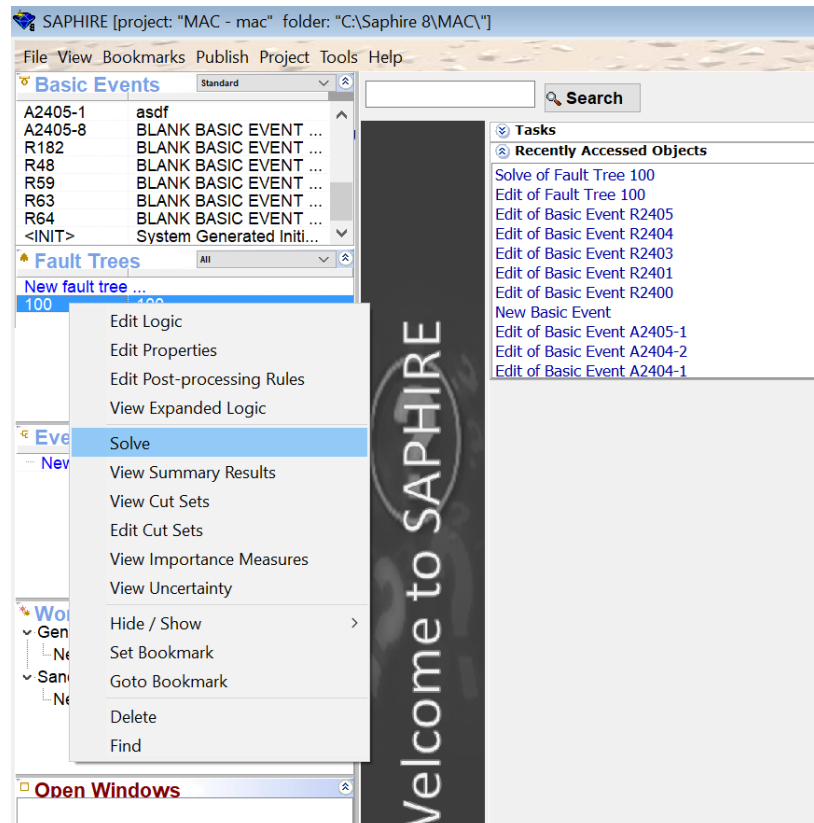 SAPHIRE [project: "MAC - mac" folder: "C:\Saphire 8\MAC\"]
File View Bookmarks Publish Project Tools Help
Basic Events Standard
A2405-1 asdf
A2405-8 BLANK BASIC EVENT ...
R182 BLANK BASIC EVENT ...
R48 BLANK BASIC EVENT ...
R59 BLANK BASIC EVENT ...
R63 BLANK BASIC EVENT ...
R64 BLANK BASIC EVENT ...
<INIT> System Generated Initi...
Fault Trees All
New fault tree ...
100 100
Edit Logic
Edit Properties
Edit Post-processing Rules
View Expanded Logic
Eve
New
Solve
View Summary Results
View Cut Sets
Edit Cut Sets
View Importance Measures
View Uncertainty
Hide / Show
Set Bookmark
Goto Bookmark
Delete
Find
Wor
Gen
Ne
San
Ne
Open Windows
Search
Tasks
Recently Accessed Objects
Solve of Fault Tree 100
Edit of Fault Tree 100
Edit of Basic Event R2405
Edit of Basic Event R2404
Edit of Basic Event R2403
Edit of Basic Event R2401
Edit of Basic Event R2400
New Basic Event
Edit of Basic Event A2405-1
Edit of Basic Event A2404-2
Edit of Basic Event A2404-1
Welcome to SAPHIRE